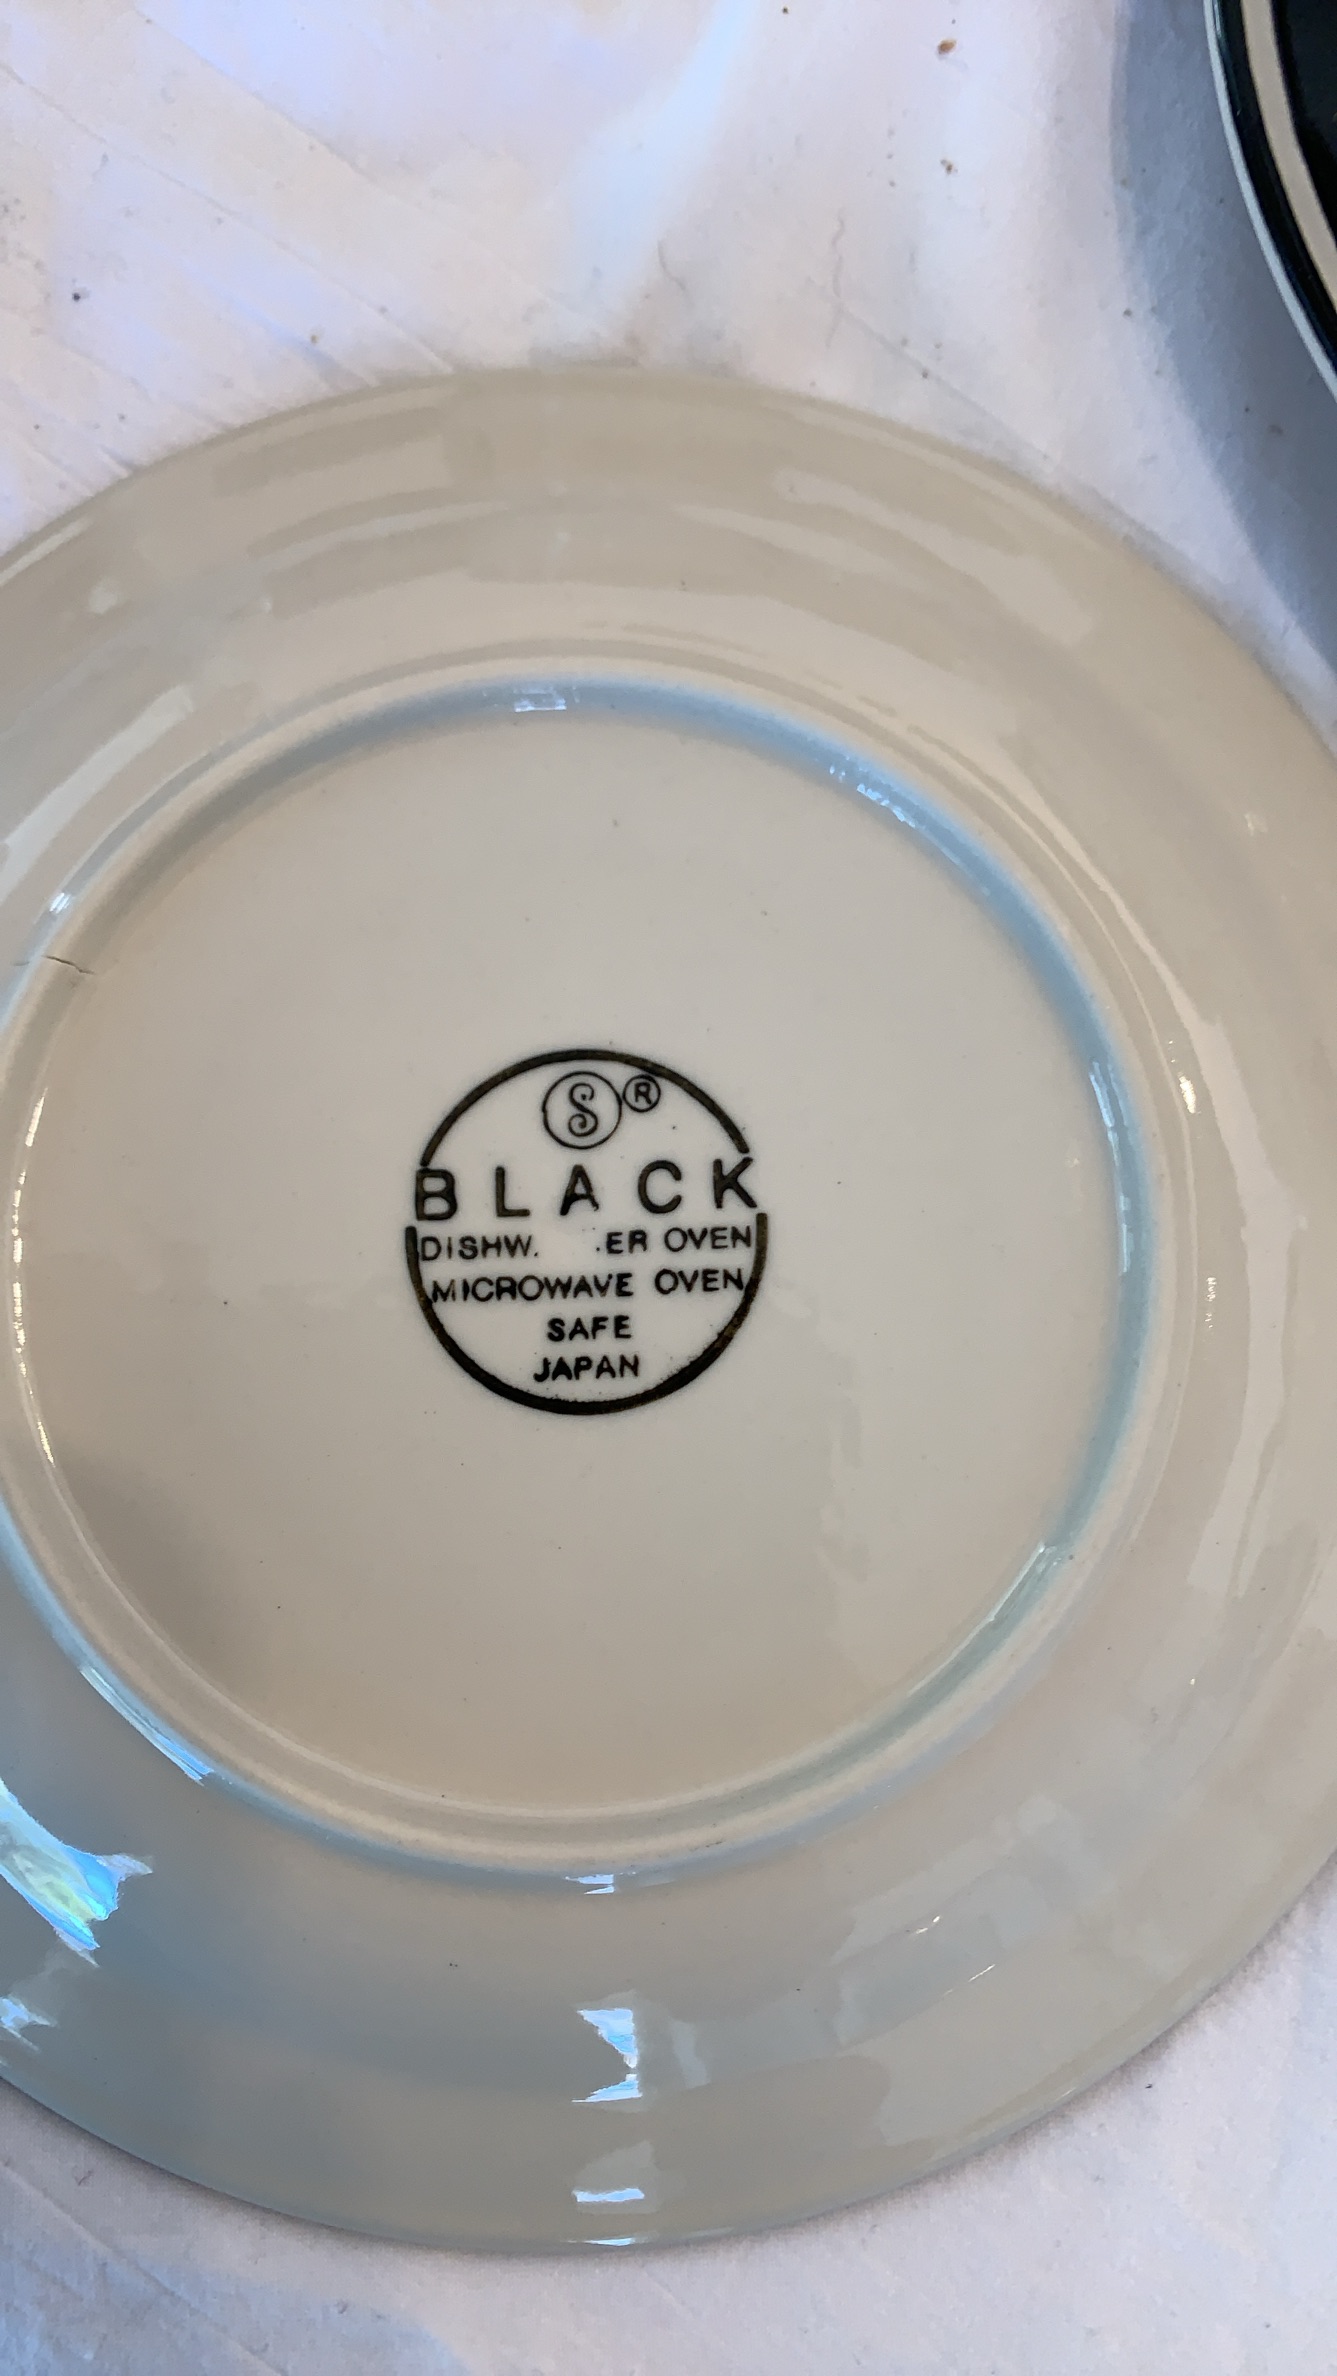 S ®
BLACK
DISHW. .ER OVEN
MICROWAVE OVEN
SAFE
JAPAN